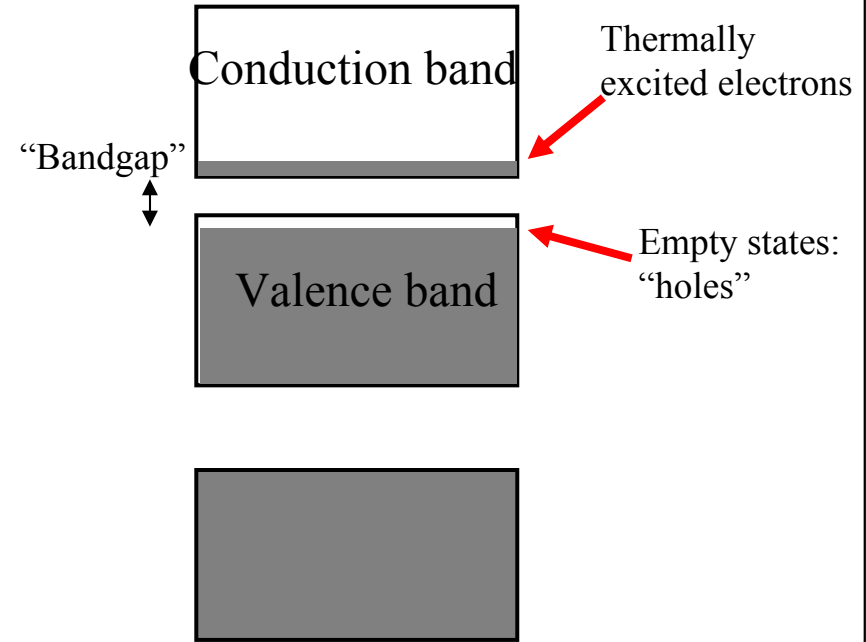 Conduction band
Thermally
excited electrons
“Bandgap”
Empty states:
“holes”
Valence band